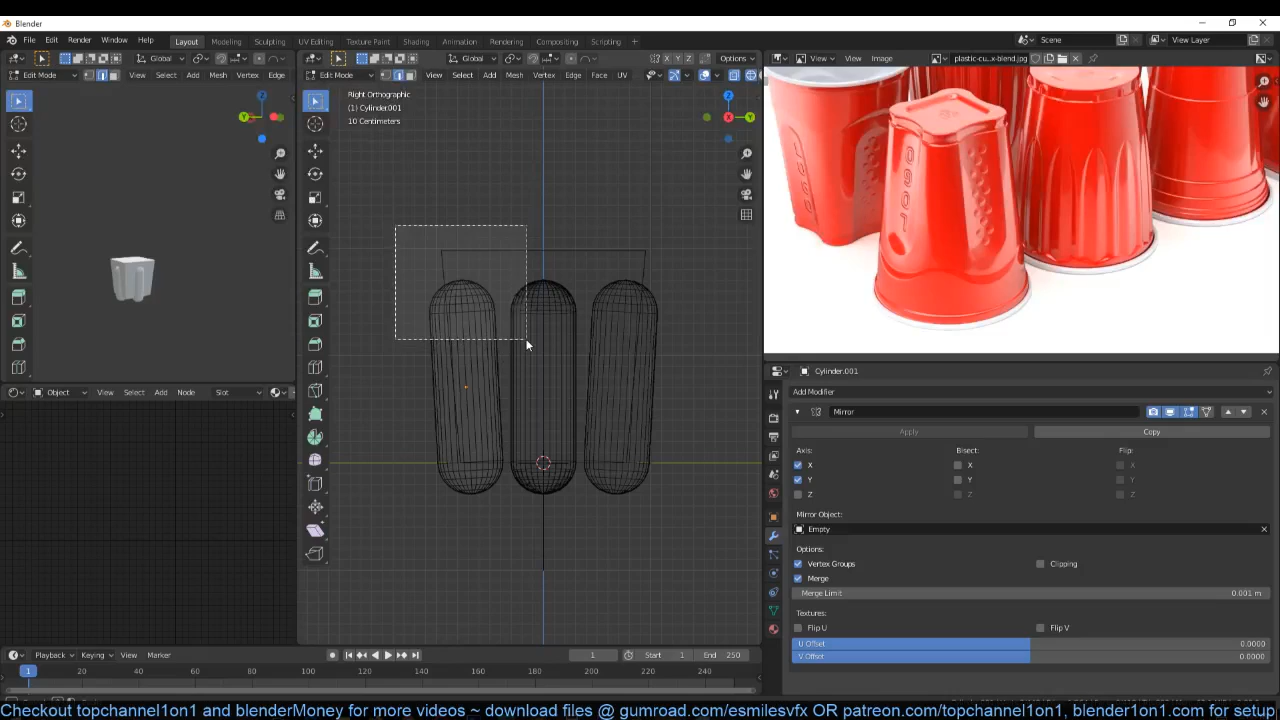 Blender
File Edit Render Window Help
Layout Modeling Sculpting UV Editing Texture Paint Shading Animation Rendering Compositing Scripting +
Scene View Layer
Global
Global Options
View plastic-cu...x-blend.jpg
Edit Mode View Select Add Mesh Vertex Edge
Edit Mode View Select Add Mesh Vertex Edge Face UV
View Image
Right Orthographic
(1) Cylinder.001
10 Centimeters
Z
Y
Z
X
Y
Cylinder.001
Add Modifier
Object View Select Add Node Slot
Mirror
Apply Copy
Axis: Bisect: Flip:
X X X
Y Y Y
Z Z Z
Mirror Object:
Empty
Options:
Vertex Groups Clipping
Merge
Merge Limit 0.001 m
Textures:
Flip U Flip V
U Offset 0.0000
V Offset 0.0000
Playback Keying View Marker 1 Start 1 End 250
1 20 40 60 80 100 120 140 160 180 200 220 240
Checkout topchannel1on1 and blenderMoney for more videos ~ download files @ gumroad.com/esmilesvfx OR patreon.com/topchannel1on1, blender1on1.com for setup